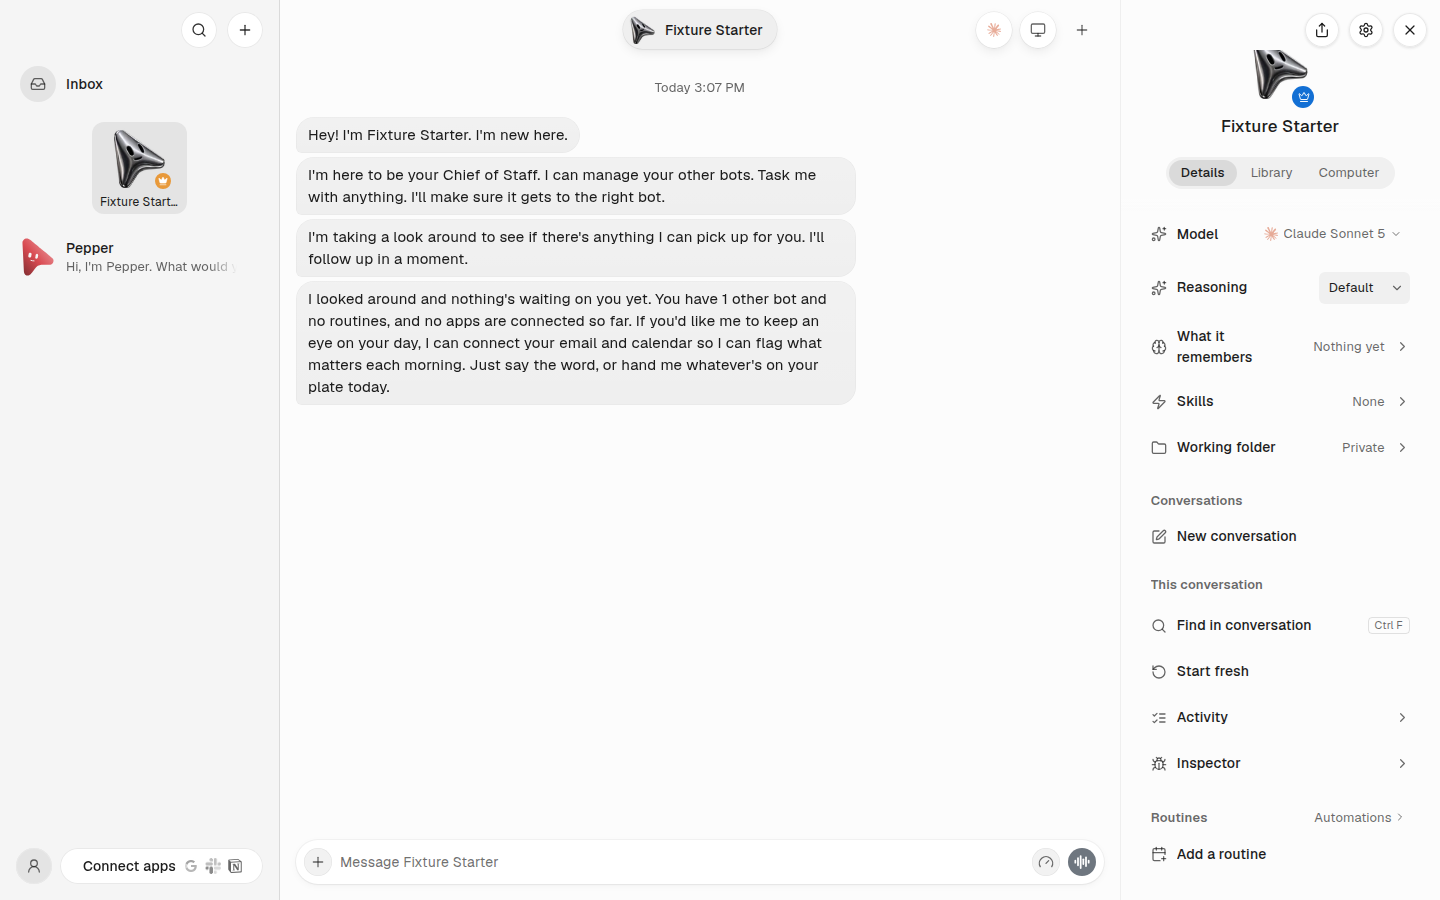 Inbox
Fixture Start...
Pepper
Hi, I'm Pepper. What would
Connect apps
Fixture Starter
Today 3:07 PM
Hey! I'm Fixture Starter. I'm new here.
I'm here to be your Chief of Staff. I can manage your other bots. Task me
with anything. I'll make sure it gets to the right bot.
I'm taking a look around to see if there's anything I can pick up for you. I'll
follow up in a moment.
I looked around and nothing's waiting on you yet. You have 1 other bot and
no routines, and no apps are connected so far. If you'd like me to keep an
eye on your day, I can connect your email and calendar so I can flag what
matters each morning. Just say the word, or hand me whatever's on your
plate today.
Message Fixture Starter
Fixture Starter
Details Library Computer
Model Claude Sonnet 5
Reasoning Default
What it
remembers Nothing yet
Skills None
Working folder Private
Conversations
New conversation
This conversation
Find in conversation Ctrl F
Start fresh
Activity
Inspector
Routines Automations
Add a routine